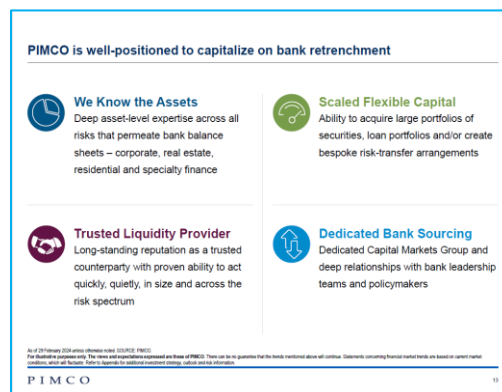 PIMCO is well-positioned to capitalize on bank retrenchment
We Know the Assets
Deep asset-level expertise across all
risks that permeate bank balance
sheets – corporate, real estate,
residential and specialty finance
Scaled Flexible Capital
Ability to acquire large portfolios of
securities, loan portfolios and/or create
bespoke risk-transfer arrangements
Trusted Liquidity Provider
Long-standing reputation as a trusted
counterparty with proven ability to act
quickly, quietly, in size and across the
risk spectrum
Dedicated Bank Sourcing
Dedicated Capital Markets Group and
deep relationships with bank leadership
teams and policymakers
As of 29 February 2024 unless otherwise noted. SOURCE: PIMCO.
For illustrative purposes only. The views and expectations expressed are those of PIMCO. There can be no guarantee that the trends mentioned above will continue. Statements concerning financial market trends are based on current market
conditions, which will fluctuate. Refer to Appendix for additional investment strategy, outlook and risk information.
PIMCO